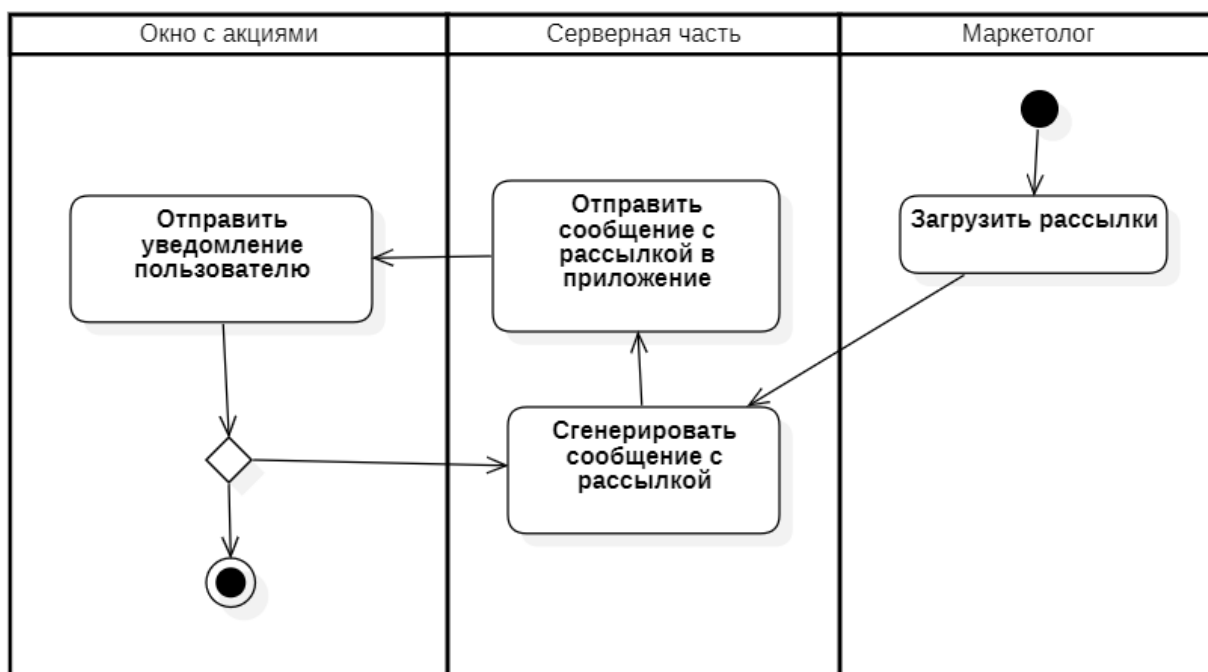 Окно с акциями
Серверная часть
Маркетолог
Отправить
уведомление
пользователю
Отправить
сообщение с
рассылкой в
приложение
Загрузить рассылки
Сгенерировать
сообщение с
рассылкой